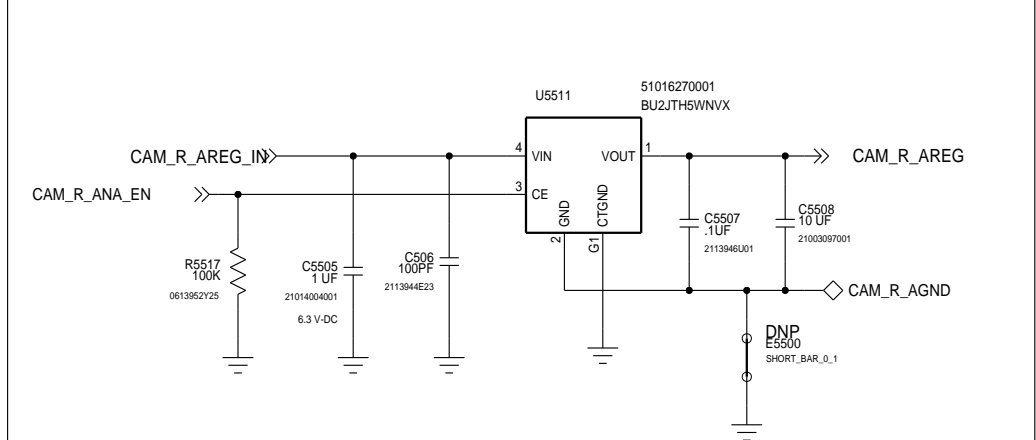 U5511
51016270001
BU2JTH5WNVX
CAM_R_AREG_IN
4
VIN
VOUT
1
CAM_R_AREG
CAM_R_ANA_EN
3
CE
GND
CTGND
2
G1
R5517
100K
0613952Y25
C5505
1 UF
21014004001
6.3 V-DC
C506
100PF
2113944E23
C5507
.1UF
2113946U01
C5508
10 UF
21003097001
CAM_R_AGND
DNP
E5500
SHORT_BAR_0_1